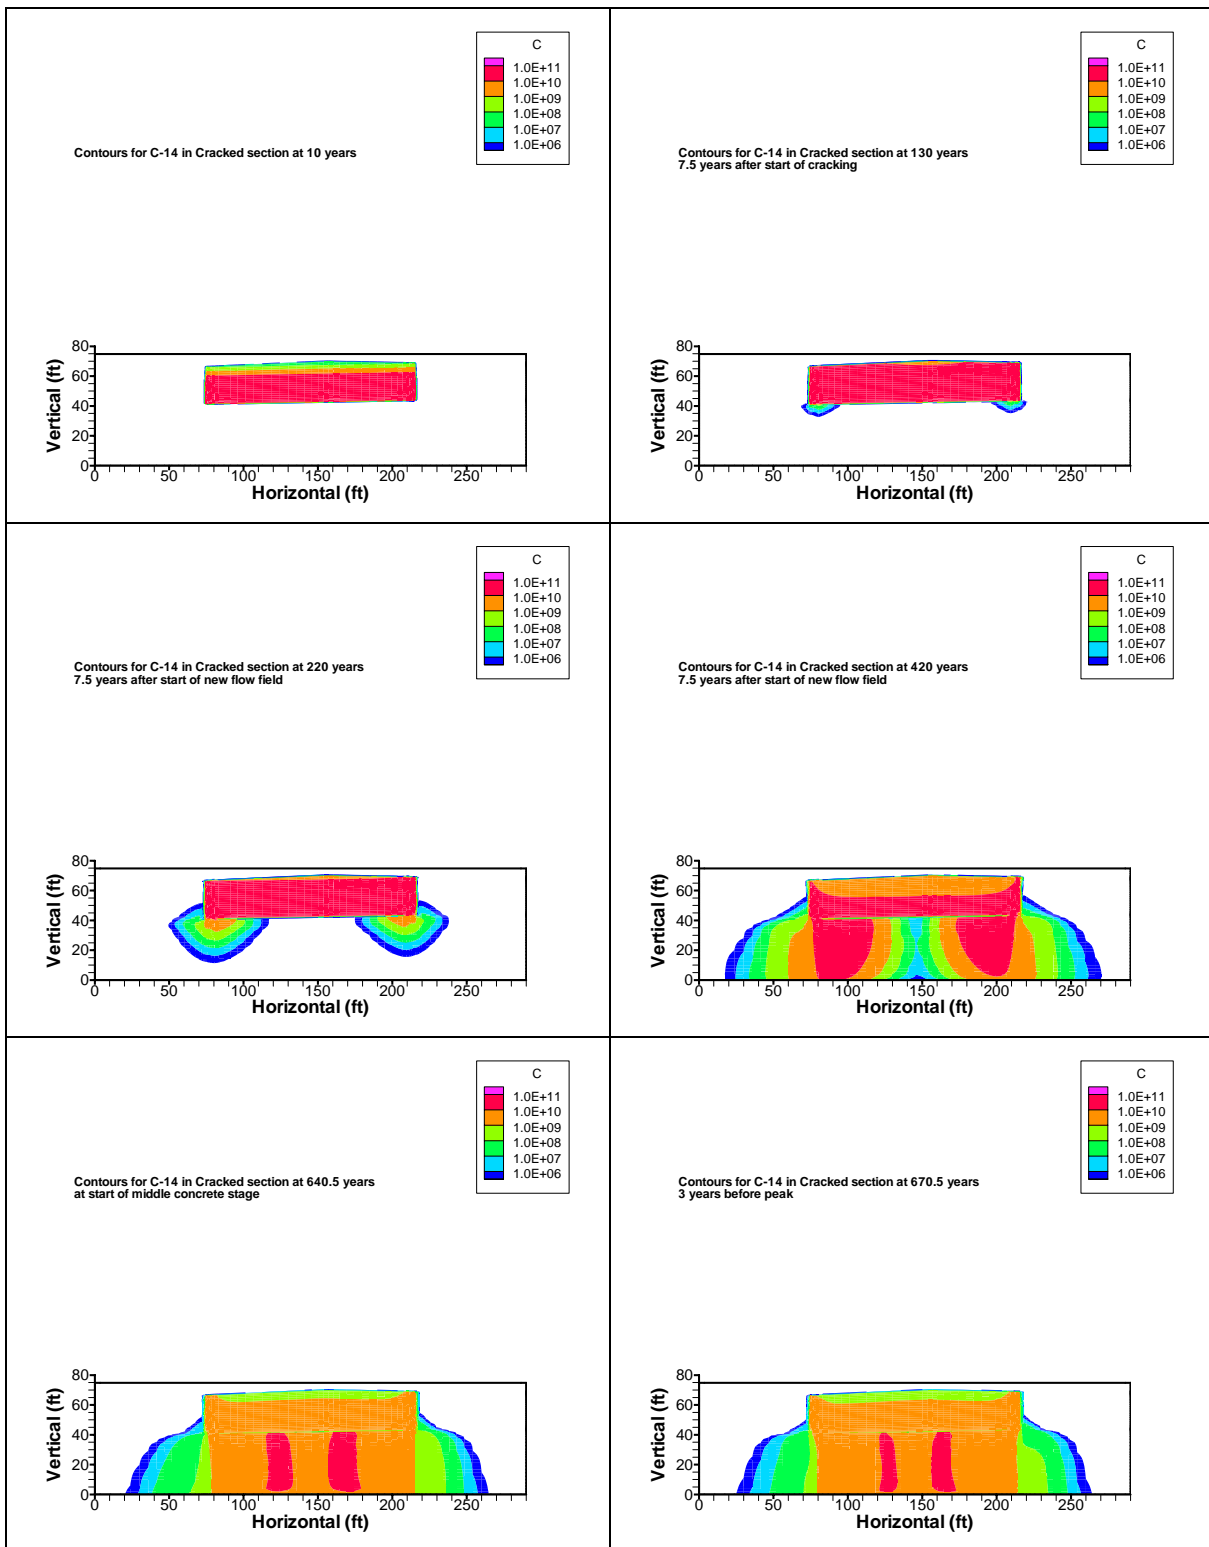 C
1.0E+11
1.0E+10
1.0E+09
1.0E+08
1.0E+07
1.0E+06
Contours for C-14 in Cracked section at 10 years
80
60
40
20
0
Vertical (ft)
0 50 100 150 200 250
Horizontal (ft)
C
1.0E+11
1.0E+10
1.0E+09
1.0E+08
1.0E+07
1.0E+06
Contours for C-14 in Cracked section at 130 years
7.5 years after start of cracking
80
60
40
20
0
Vertical (ft)
0 50 100 150 200 250
Horizontal (ft)
C
1.0E+11
1.0E+10
1.0E+09
1.0E+08
1.0E+07
1.0E+06
Contours for C-14 in Cracked section at 220 years
7.5 years after start of new flow field
80
60
40
20
0
Vertical (ft)
0 50 100 150 200 250
Horizontal (ft)
C
1.0E+11
1.0E+10
1.0E+09
1.0E+08
1.0E+07
1.0E+06
Contours for C-14 in Cracked section at 420 years
7.5 years after start of new flow field
80
60
40
20
0
Vertical (ft)
0 50 100 150 200 250
Horizontal (ft)
C
1.0E+11
1.0E+10
1.0E+09
1.0E+08
1.0E+07
1.0E+06
Contours for C-14 in Cracked section at 640.5 years
at start of middle concrete stage
80
60
40
20
0
Vertical (ft)
0 50 100 150 200 250
Horizontal (ft)
C
1.0E+11
1.0E+10
1.0E+09
1.0E+08
1.0E+07
1.0E+06
Contours for C-14 in Cracked section at 670.5 years
3 years before peak
80
60
40
20
0
Vertical (ft)
0 50 100 150 200 250
Horizontal (ft)